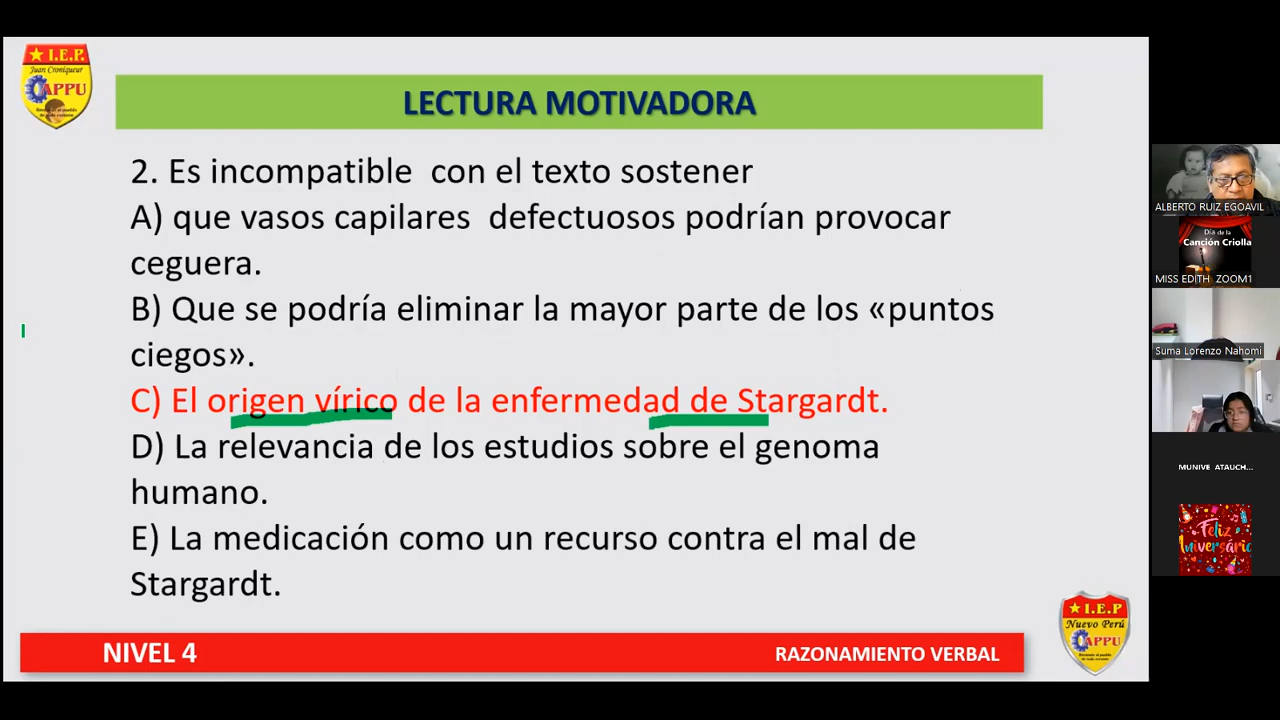 I.E.P.
Juan Croniqueur
APPU
LECTURA MOTIVADORA
2. Es incompatible con el texto sostener
A) que vasos capilares defectuosos podrían provocar
ceguera.
B) Que se podría eliminar la mayor parte de los «puntos
ciegos».
C) El origen vírico de la enfermedad de Stargardt.
D) La relevancia de los estudios sobre el genoma
humano.
E) La medicación como un recurso contra el mal de
Stargardt.
NIVEL 4
RAZONAMIENTO VERBAL
I.E.P
Nuevo Perú
APPU
ALBERTO RUIZ EGOAVIL
Día de la
Canción Criolla
MISS EDITH ZOOM1
Suma Lorenzo Nahomi
MUNIVE ATAUCH...
Feliz
Aniversário